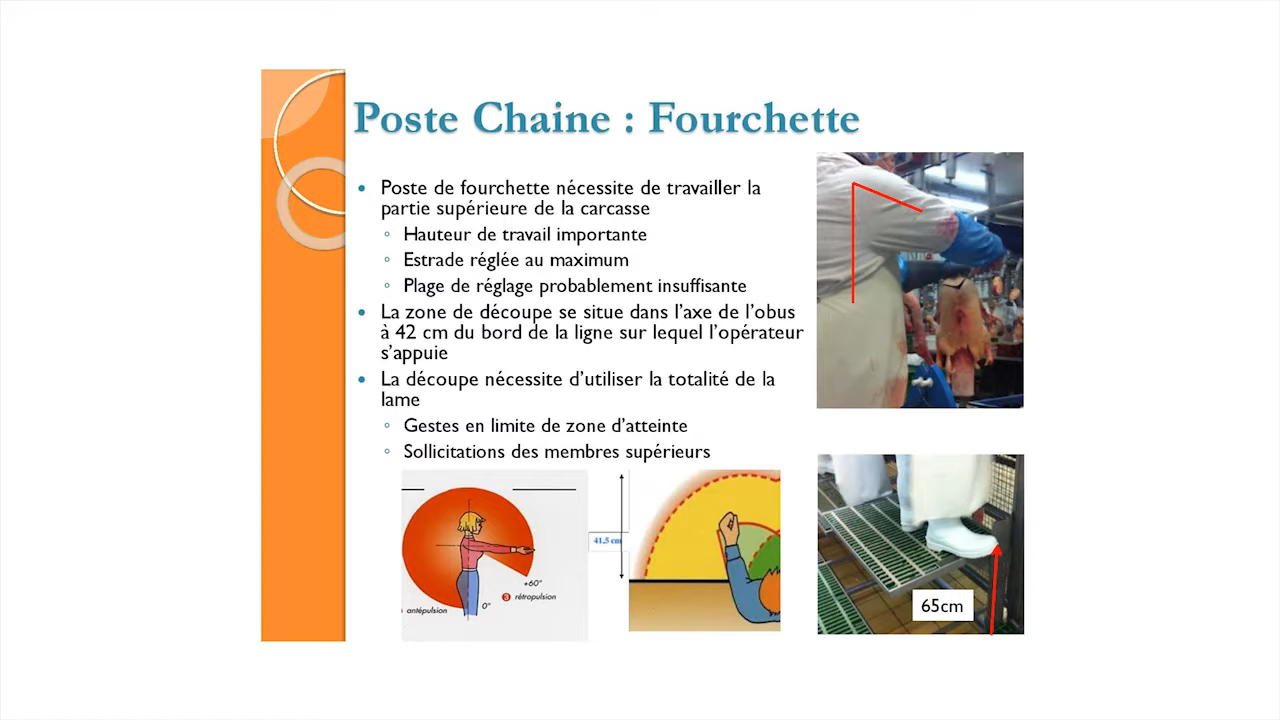 Poste Chaine : Fourchette
• Poste de fourchette nécessite de travailler la
partie supérieure de la carcasse
◦ Hauteur de travail importante
◦ Estrade réglée au maximum
◦ Plage de réglage probablement insuffisante
• La zone de découpe se situe dans l’axe de l’obus
à 42 cm du bord de la ligne sur lequel l’opérateur
s’appuie
• La découpe nécessite d’utiliser la totalité de la
lame
◦ Gestes en limite de zone d’atteinte
◦ Sollicitations des membres supérieurs
41,5 cm
+60°
3 rétropulsion
0°
antépulsion
65cm